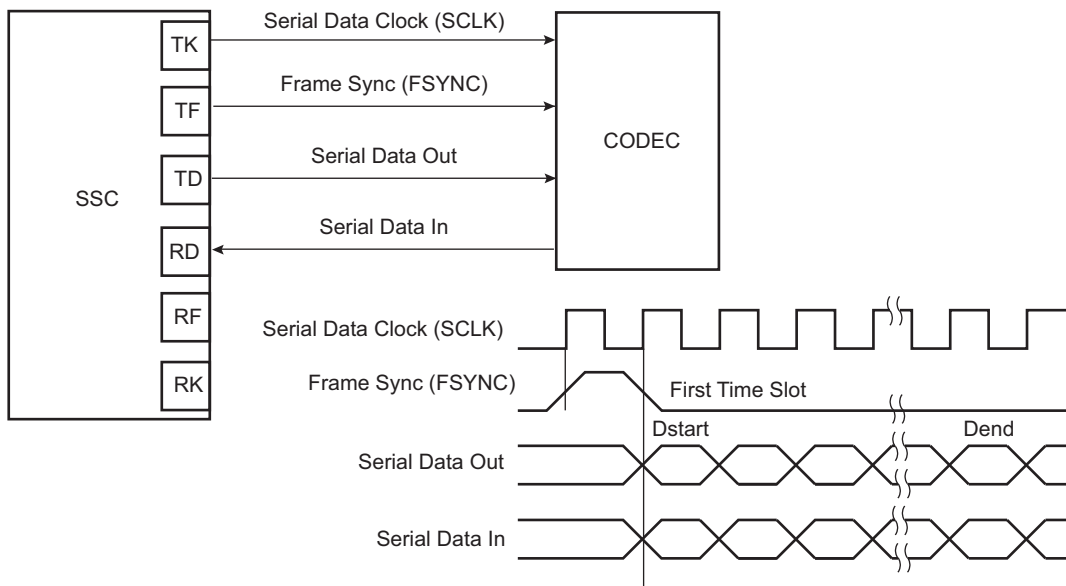 SSC
TK
TF
TD
RD
RF
RK
Serial Data Clock (SCLK)
Frame Sync (FSYNC)
Serial Data Out
Serial Data In
CODEC
Serial Data Clock (SCLK)
Frame Sync (FSYNC)
First Time Slot
Dstart
Dend
Serial Data Out
Serial Data In